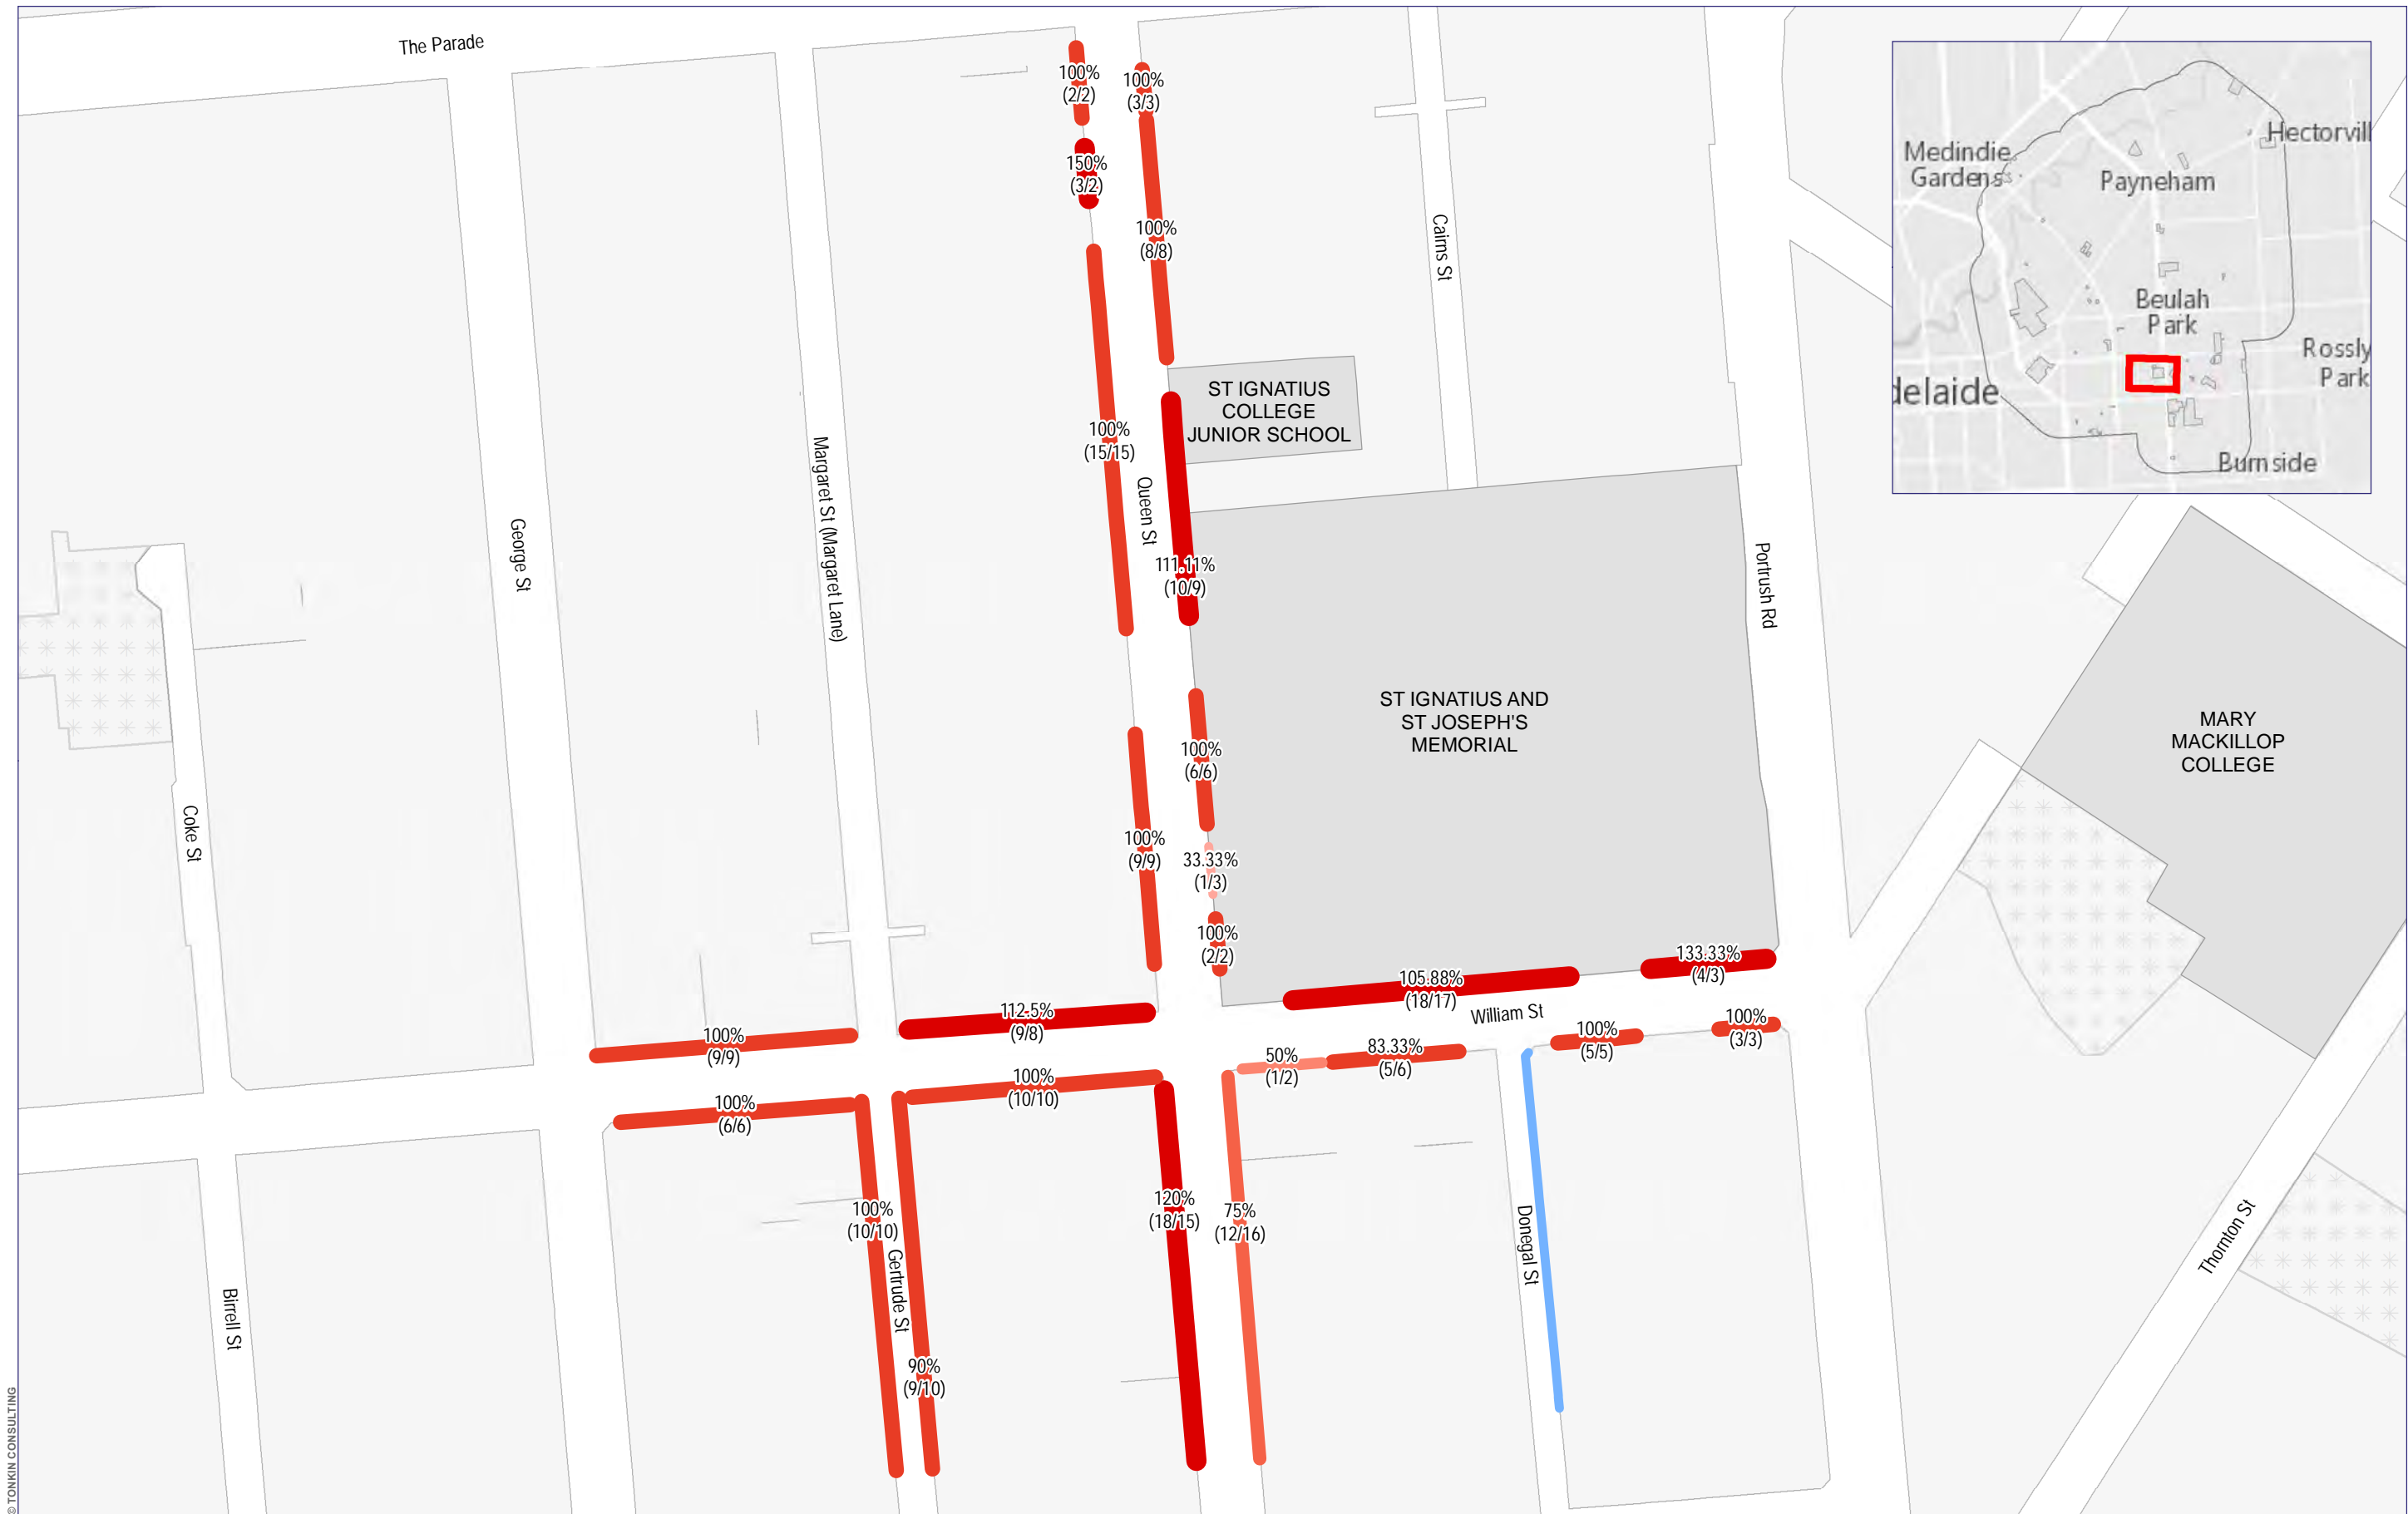 The Parade
100%
(2/2)
100%
(3/3)
150%
(3/2)
100%
(8/8)
Cairns St
ST IGNATIUS
COLLEGE
JUNIOR SCHOOL
100%
(15/15)
Margaret St (Margaret Lane)
Queen St
George St
111.11%
(10/9)
Portrush Rd
ST IGNATIUS AND
ST JOSEPH'S
MEMORIAL
MARY
MACKILLOP
COLLEGE
100%
(6/6)
Coke St
100%
(9/9)
33.33%
(1/3)
100%
(2/2)
133.33%
(4/3)
105.88%
(18/17)
William St
112.5%
(9/8)
100%
(9/9)
100%
(3/3)
100%
(5/5)
83.33%
(5/6)
50%
(1/2)
100%
(10/10)
100%
(6/6)
100%
(10/10)
120%
(18/15)
75%
(12/16)
Donegal St
Gertrude St
Birrell St
Thornton St
90%
(9/10)
Medindie
Gardens
Hectorvill
Payneham
Beulah
Park
Rossly
Park
delaide
Burnside
© TONKIN CONSULTING